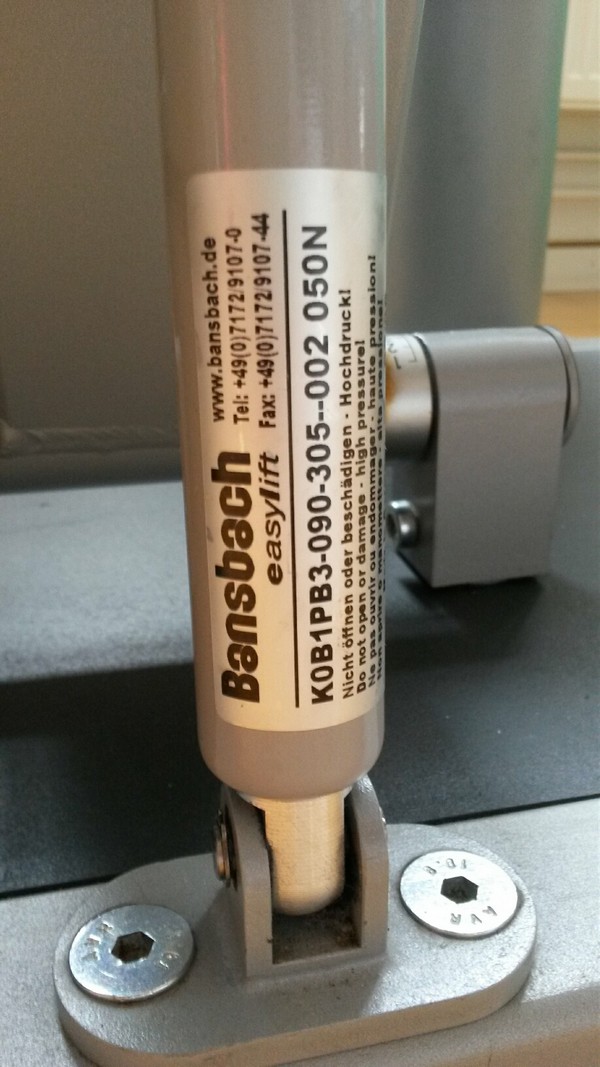 Bansbach
easylift
www.bansbach.de
Tel: +49(0)7172/9107-0
Fax: +49(0)7172/9107-44
K0B1PB3-090-305--002 050N
Nicht öffnen oder beschädigen - Hochdruck!
Do not open or damage - high pressure!
Ne pas ouvrir ou endommager - haute pression!
10.9